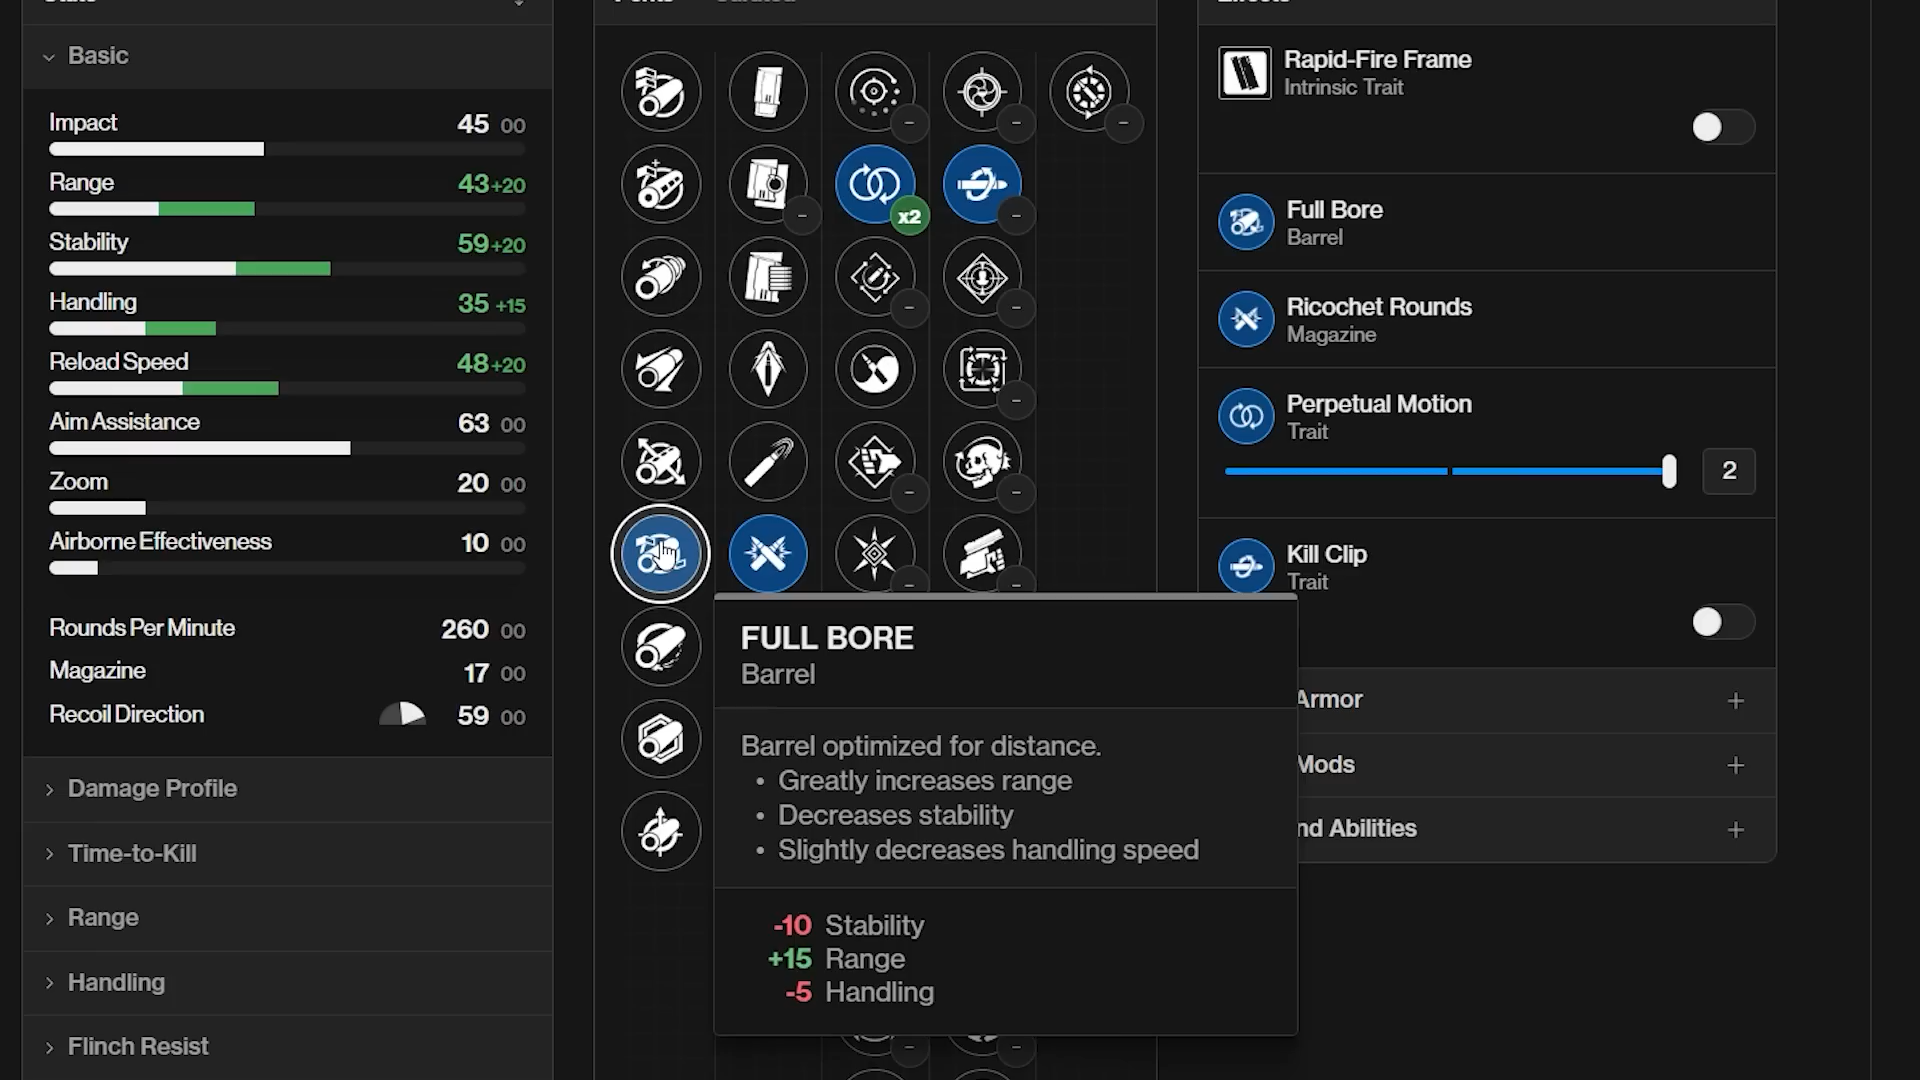 Basic
Impact 45 00
Range 43+20
Stability 59+20
Handling 35 +15
Reload Speed 48+20
Aim Assistance 63 00
Zoom 20 00
Airborne Effectiveness 10 00
Rounds Per Minute 260 00
Magazine 17 00
Recoil Direction 59 00
Damage Profile
Time-to-Kill
Range
Handling
Flinch Resist
x2
FULL BORE
Barrel
Barrel optimized for distance.
• Greatly increases range
• Decreases stability
• Slightly decreases handling speed
-10 Stability
+15 Range
-5 Handling
Rapid-Fire Frame
Intrinsic Trait
Full Bore
Barrel
Ricochet Rounds
Magazine
Perpetual Motion
Trait
2
Kill Clip
Trait
Armor
Mods
nd Abilities